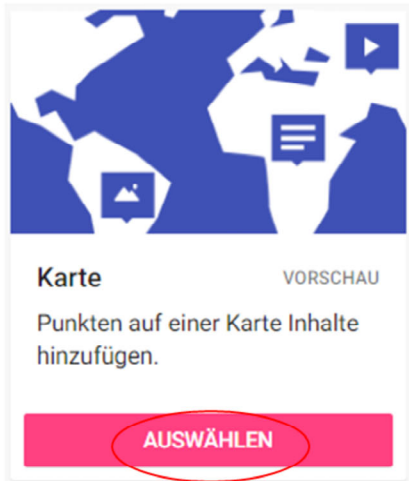 Karte VORSCHAU
Punkten auf einer Karte Inhalte
hinzufügen.
AUSWÄHLEN